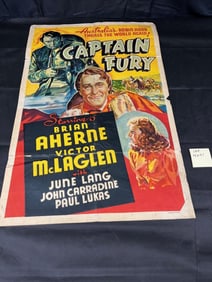 Australia's ROBIN HOOD
THRILLS THE WORLD AGAIN!
CAPTAIN
FURY
Starring
BRIAN
AHERNE
VICTOR
McLAGLEN
with
JUNE LANG
JOHN CARRADINE
PAUL LUKAS